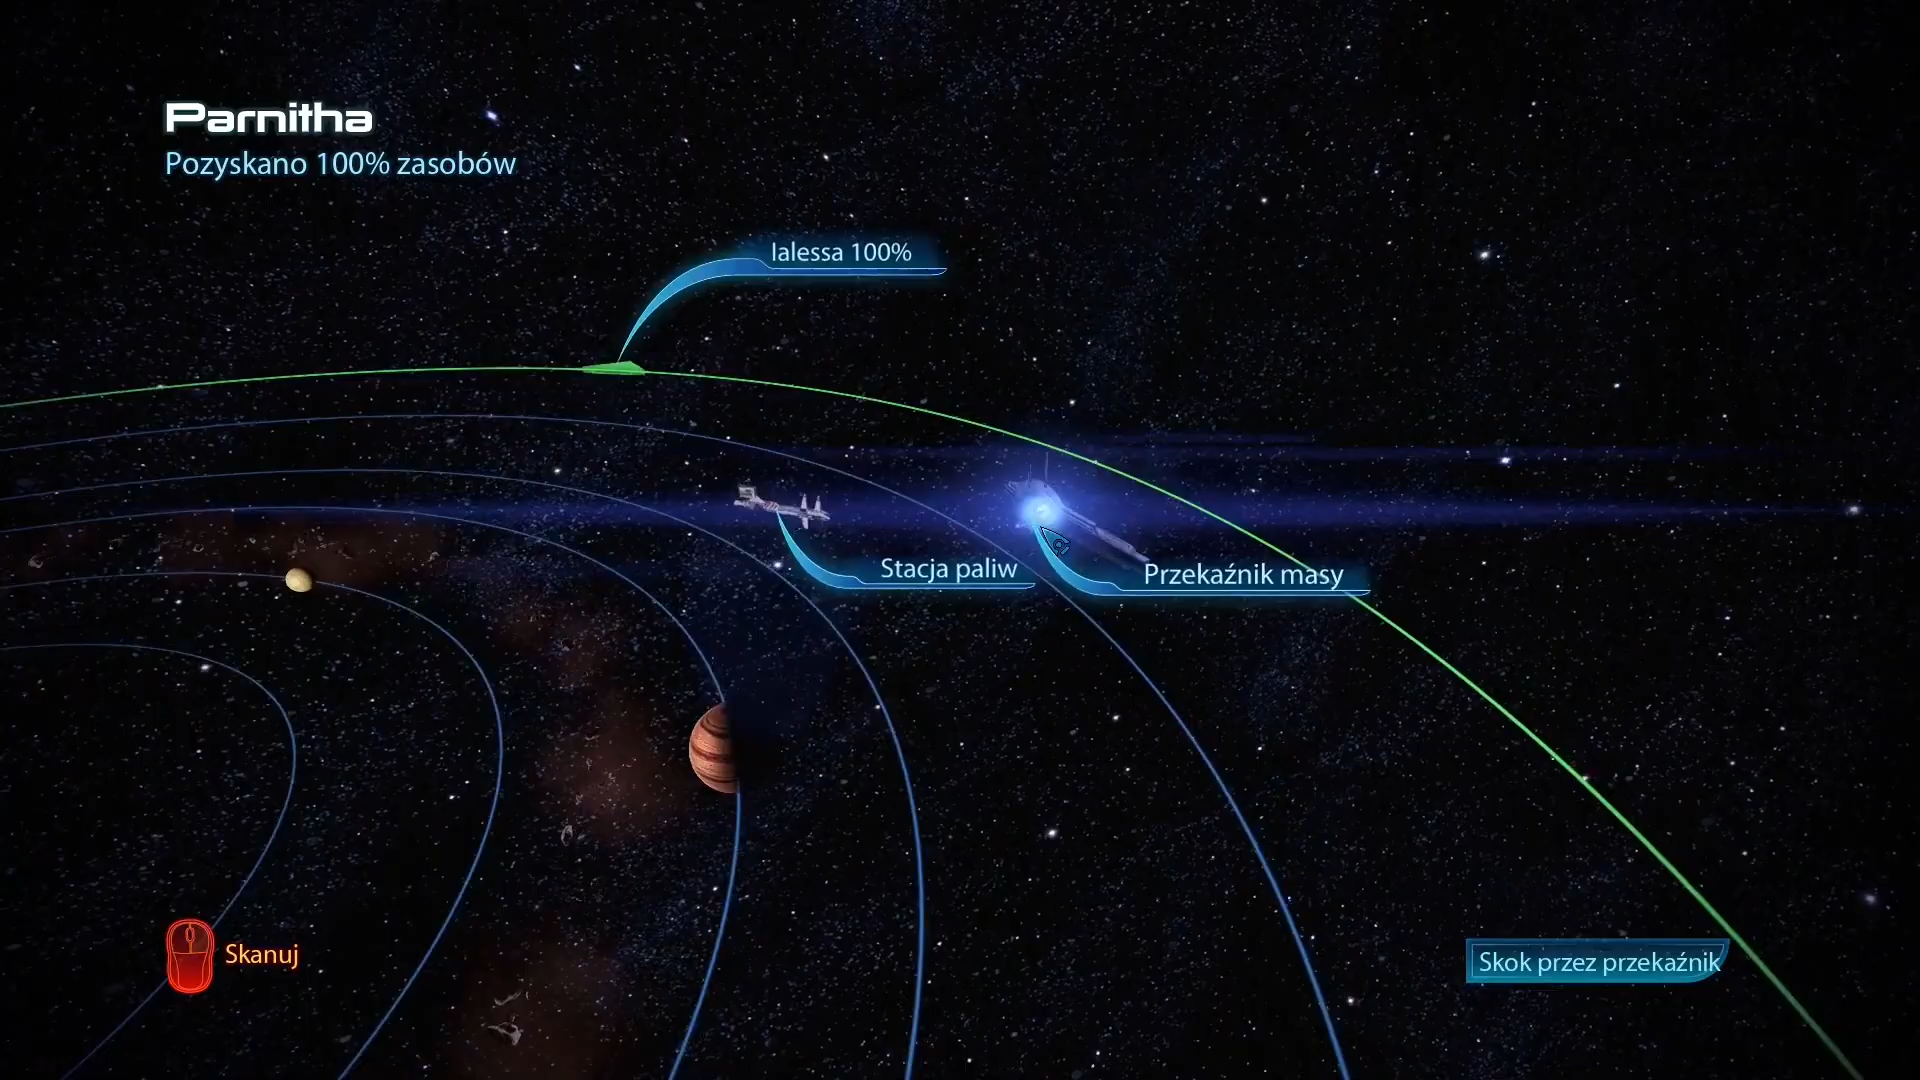 Parnitha
Pozyskano 100% zasobów
Ialessa 100%
Stacja paliw
Przekaźnik masy
Skanuj
Skok przez przekaźnik